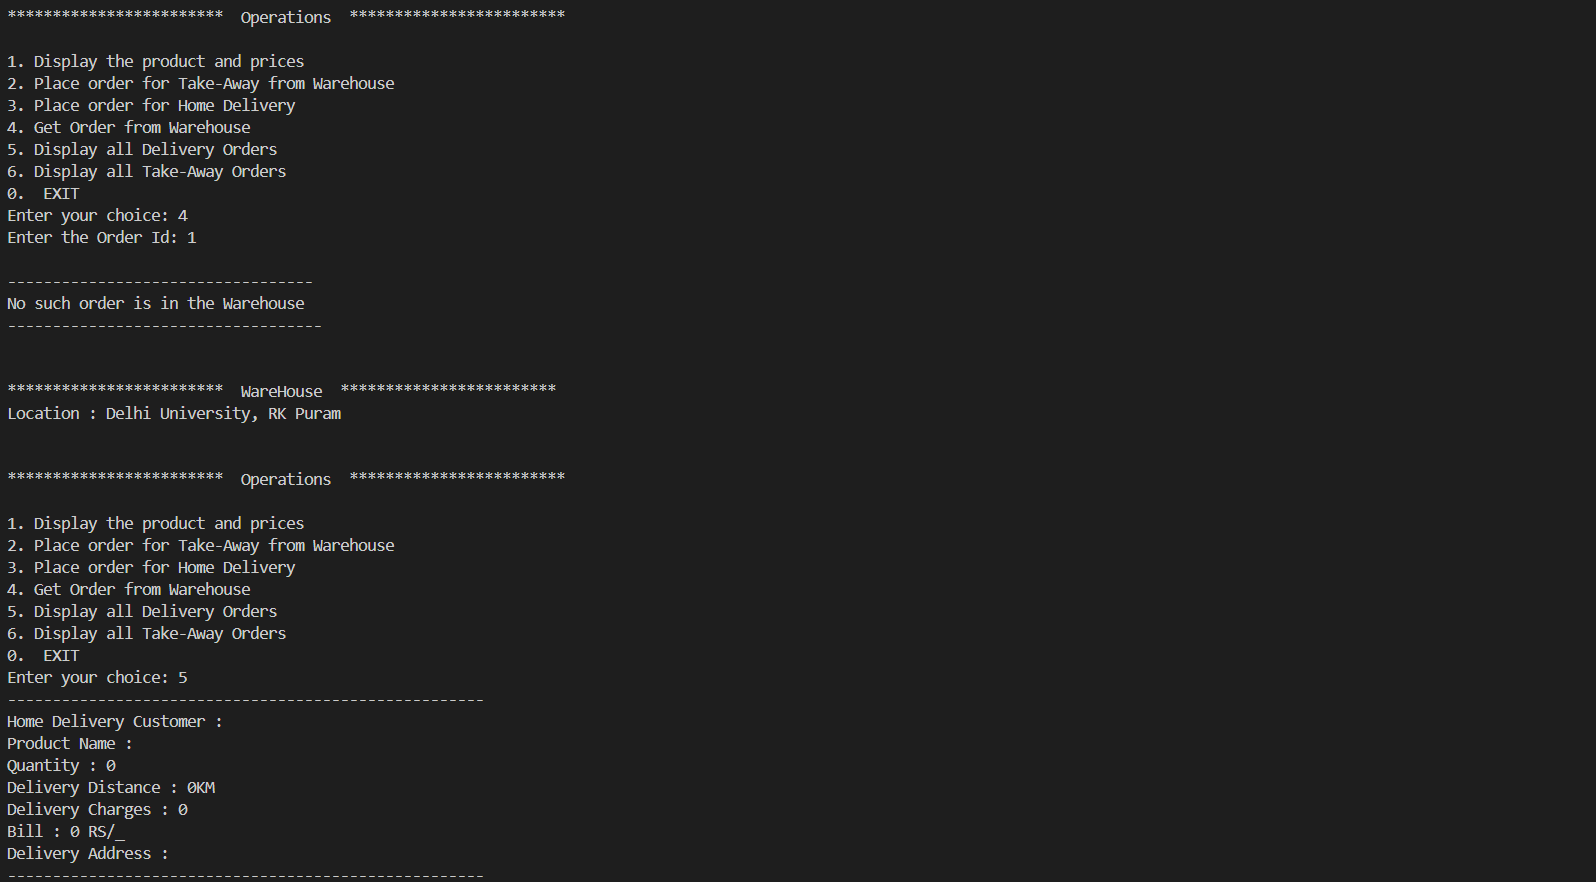 ************************  Operations  ************************
1. Display the product and prices
2. Place order for Take-Away from Warehouse
3. Place order for Home Delivery
4. Get Order from Warehouse
5. Display all Delivery Orders
6. Display all Take-Away Orders
0.  EXIT
Enter your choice: 4
Enter the Order Id: 1
----------------------------------
No such order is in the Warehouse
-----------------------------------
************************  WareHouse  ************************
Location : Delhi University, RK Puram
************************  Operations  ************************
1. Display the product and prices
2. Place order for Take-Away from Warehouse
3. Place order for Home Delivery
4. Get Order from Warehouse
5. Display all Delivery Orders
6. Display all Take-Away Orders
0.  EXIT
Enter your choice: 5
-----------------------------------------------------
Home Delivery Customer :
Product Name :
Quantity : 0
Delivery Distance : 0KM
Delivery Charges : 0
Bill : 0 RS/_
Delivery Address :
-----------------------------------------------------